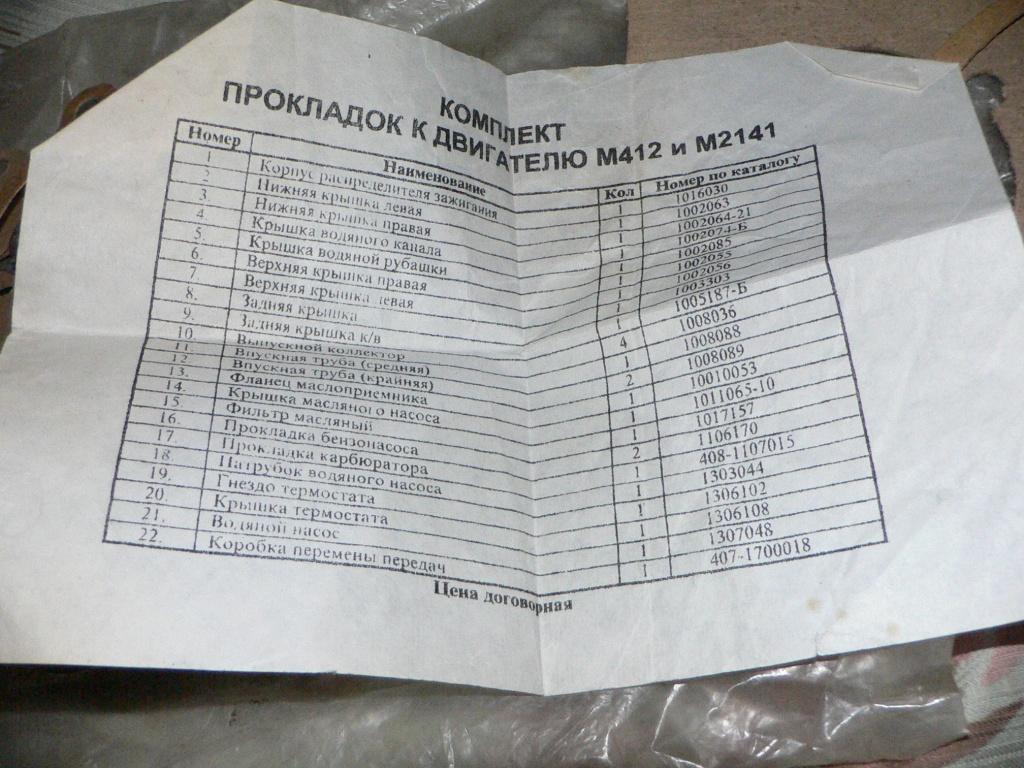 КОМПЛЕКТ
ПРОКЛАДОК К ДВИГАТЕЛЮ М412 и М2141
Номер Наименование Кол Номер по каталогу
1 Корпус распределителя зажигания 1 1016030
2 Нижняя крышка левая 1 1002063
3. Нижняя крышка правая 1 1002064-21
4. Крышка водяного канала 1 1002074-Б
5. Крышка водяной рубашки 1 1002085
6. Верхняя крышка правая 1 1002055
7. Верхняя крышка левая 1 1002056
8. Задняя крышка 1 1003303
9. Задняя крышка к/в 1 1005187-Б
10 Выпускной коллектор 4 1008036
11 Впускная труба (средняя) 1 1008088
12. Впускная труба (крайняя) 2 1008089
13. Фланец маслоприемника 1 10010053
14. Крышка масляного насоса 1 1011065-10
15. Фильтр масляный 1 1017157
16. Прокладка бензонасоса 2 1106170
17. Прокладка карбюратора 1 408-1107015
18. Патрубок водяного насоса 1 1303044
19. Гнездо термостата 1 1306102
20. Крышка термостата 1 1306108
21. Водяной насос 1 1307048
22. Коробка перемены передач 1 407-1700018
Цена договорная